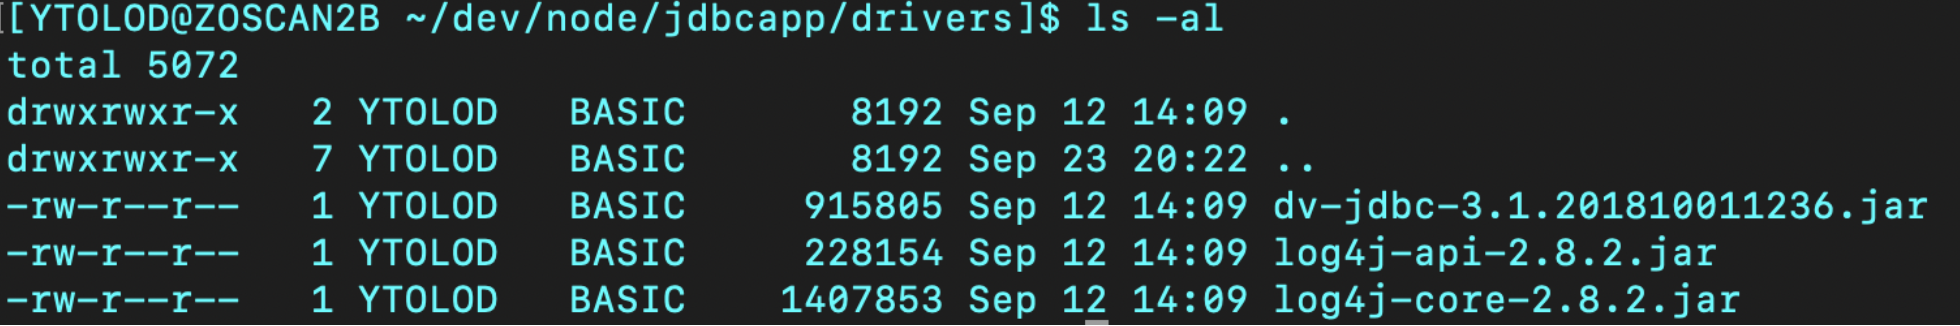 [[YTOLOD@ZOSCAN2B ~/dev/node/jdbcapp/drivers]$ ls -al
total 5072
drwxrwxr-x   2 YTOLOD   BASIC       8192 Sep 12 14:09 .
drwxrwxr-x   7 YTOLOD   BASIC       8192 Sep 23 20:22 ..
-rw-r--r--   1 YTOLOD   BASIC     915805 Sep 12 14:09 dv-jdbc-3.1.201810011236.jar
-rw-r--r--   1 YTOLOD   BASIC     228154 Sep 12 14:09 log4j-api-2.8.2.jar
-rw-r--r--   1 YTOLOD   BASIC    1407853 Sep 12 14:09 log4j-core-2.8.2.jar